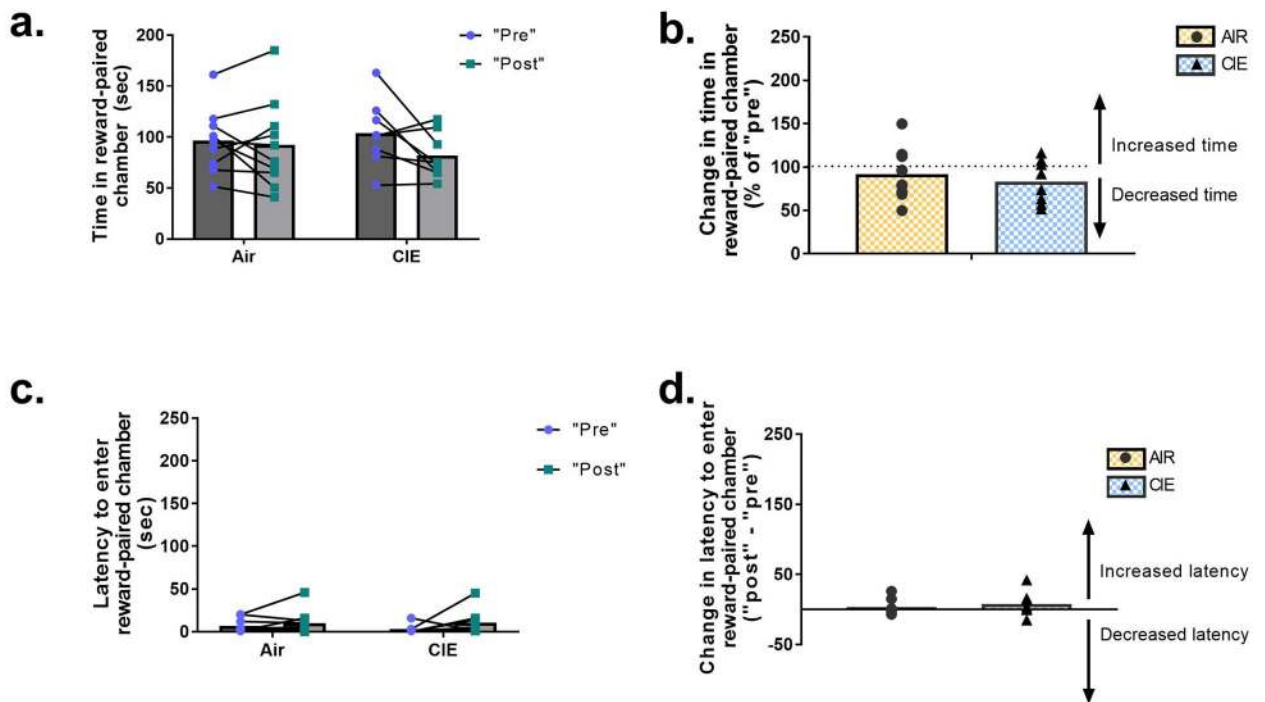 a.
Time in reward-paired
chamber (sec)
200
150
100
50
0
Air
CIE
"Pre"
"Post"
b.
Change in time in
reward-paired chamber
(% of "pre")
250
200
150
100
50
0
AIR
CIE
Increased time
Decreased time
c.
Latency to enter
reward-paired chamber
(sec)
250
200
150
100
50
0
Air
CIE
"Pre"
"Post"
d.
Change in latency to enter
reward-paired chamber
("post" - "pre")
250
150
50
-50
AIR
CIE
Increased latency
Decreased latency